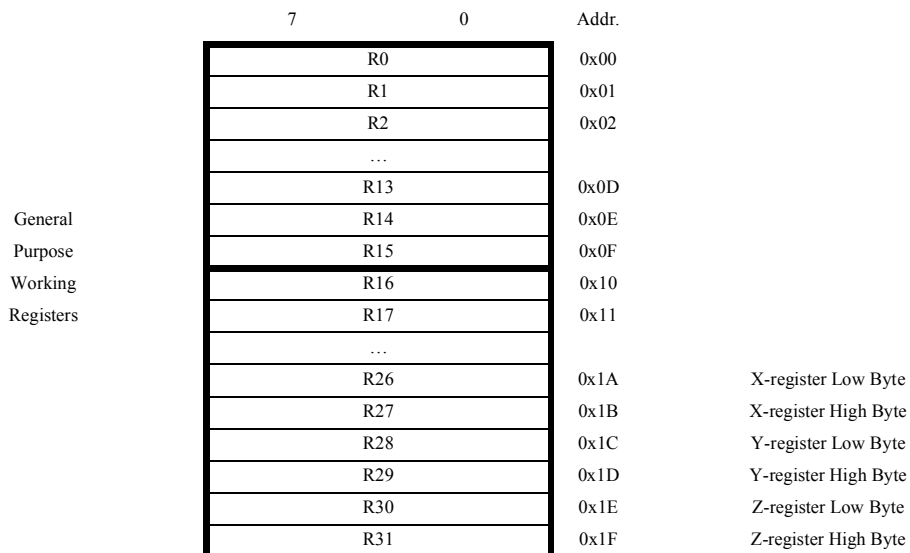 7 0 Addr.
R0 0x00
R1 0x01
R2 0x02
...
R13 0x0D
General R14 0x0E
Purpose R15 0x0F
Working R16 0x10
Registers R17 0x11
...
R26 0x1A X-register Low Byte
R27 0x1B X-register High Byte
R28 0x1C Y-register Low Byte
R29 0x1D Y-register High Byte
R30 0x1E Z-register Low Byte
R31 0x1F Z-register High Byte